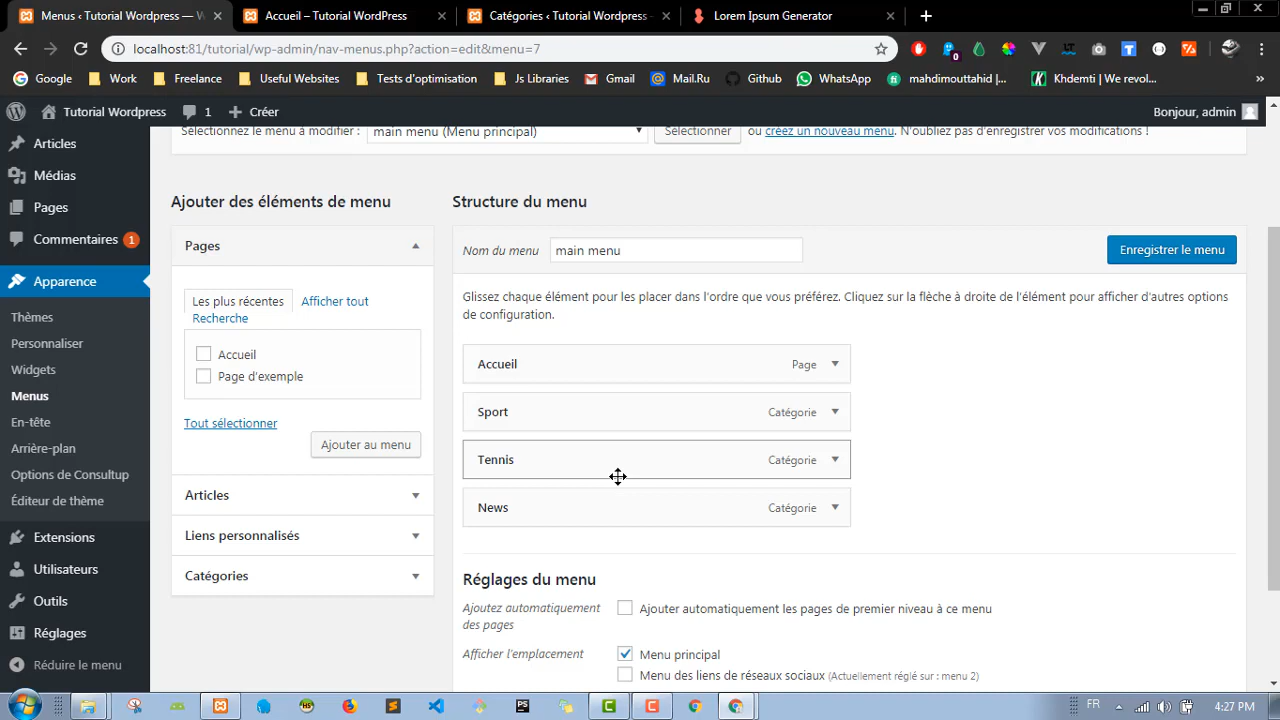 Menus ‹ Tutorial Wordpress — W
Accueil – Tutorial WordPress
Catégories ‹ Tutorial WordPress
Lorem Ipsum Generator
localhost:81/tutorial/wp-admin/nav-menus.php?action=edit&menu=7
Google Work Freelance Useful Websites Tests d'optimisation Js Libraries Gmail Mail.Ru Github WhatsApp mahdimouttahid |... Khdemti | We revol... »
Tutorial Wordpress 1 Créer Bonjour, admin
Articles
Médias
Pages
Commentaires 1
Apparence
Thèmes
Personnaliser
Widgets
Menus
En-tête
Arrière-plan
Options de Consultup
Éditeur de thème
Extensions
Utilisateurs
Outils
Réglages
Réduire le menu
Sélectionnez le menu à modifier : main menu (Menu principal) Sélectionner ou créez un nouveau menu. N'oubliez pas d'enregistrer vos modifications !
Ajouter des éléments de menu
Pages
Les plus récentes Afficher tout
Recherche
Accueil
Page d'exemple
Tout sélectionner
Ajouter au menu
Articles
Liens personnalisés
Catégories
Structure du menu
Nom du menu main menu Enregistrer le menu
Glissez chaque élément pour les placer dans l'ordre que vous préférez. Cliquez sur la flèche à droite de l'élément pour afficher d'autres options
de configuration.
Accueil Page
Sport Catégorie
Tennis Catégorie
News Catégorie
Réglages du menu
Ajoutez automatiquement
des pages
Ajouter automatiquement les pages de premier niveau à ce menu
Afficher l'emplacement Menu principal
Menu des liens de réseaux sociaux (Actuellement réglé sur : menu 2)
FR 4:27 PM